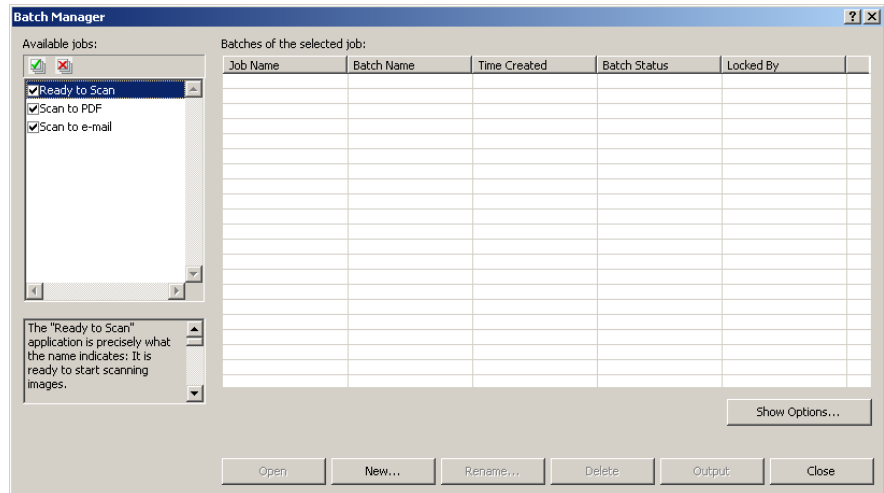 Batch Manager
Available jobs:
Batches of the selected job:
Job Name Batch Name Time Created Batch Status Locked By
Ready to Scan
Scan to PDF
Scan to e-mail
The "Ready to Scan"
application is precisely what
the name indicates: It is
ready to start scanning
images.
Show Options...
Open New... Rename... Delete Output Close